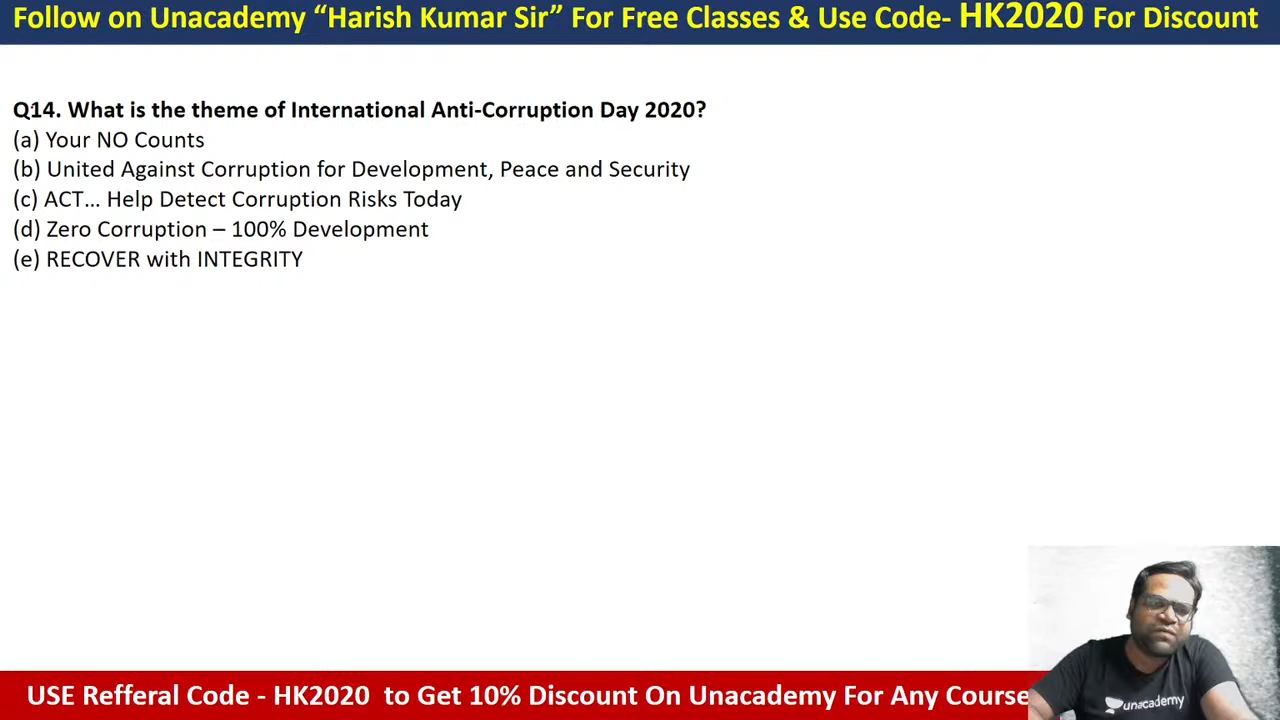 Follow on Unacademy “Harish Kumar Sir” For Free Classes & Use Code- HK2020 For Discount
Q14. What is the theme of International Anti-Corruption Day 2020?
(a) Your NO Counts
(b) United Against Corruption for Development, Peace and Security
(c) ACT... Help Detect Corruption Risks Today
(d) Zero Corruption – 100% Development
(e) RECOVER with INTEGRITY
USE Refferal Code - HK2020 to Get 10% Discount On Unacademy For Any Course
unacademy